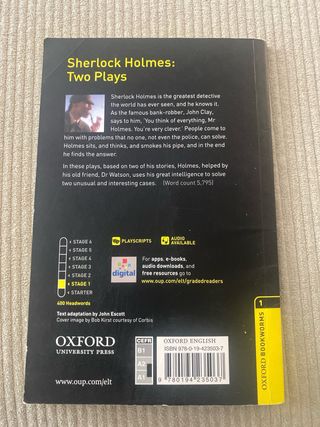 Sherlock Holmes:
Two Plays
Sherlock Holmes is the greatest detective
the world has ever seen, and he knows it.
As the famous bank-robber, John Clay,
says to him, 'You think of everything, Mr
Holmes. You're very clever.' People come to
him with problems that no one, not even the police, can solve.
Holmes sits, and thinks, and smokes his pipe, and in the end
he finds the answer.
In these plays, based on two of his stories, Holmes, helped by
his old friend, Dr Watson, uses his great intelligence to solve
two unusual and interesting cases. (Word count 5,795)
< STAGE 6
< STAGE 5
< STAGE 4
< STAGE 3
< STAGE 2
< STAGE 1
< STARTER
400 Headwords
PLAYSCRIPTS
AUDIO
AVAILABLE
digital
For apps, e-books,
audio downloads, and
free resources go to
www.oup.com/elt/gradedreaders
Text adaptation by John Escott
Cover image by Bob Kirst courtesy of Corbis
OXFORD
UNIVERSITY PRESS
www.oup.com/elt
CEFR
B1
A2
A1
OXFORD ENGLISH
ISBN 978-0-19-423503-7
9 780194 235037
1
OXFORD BOOKWORMS